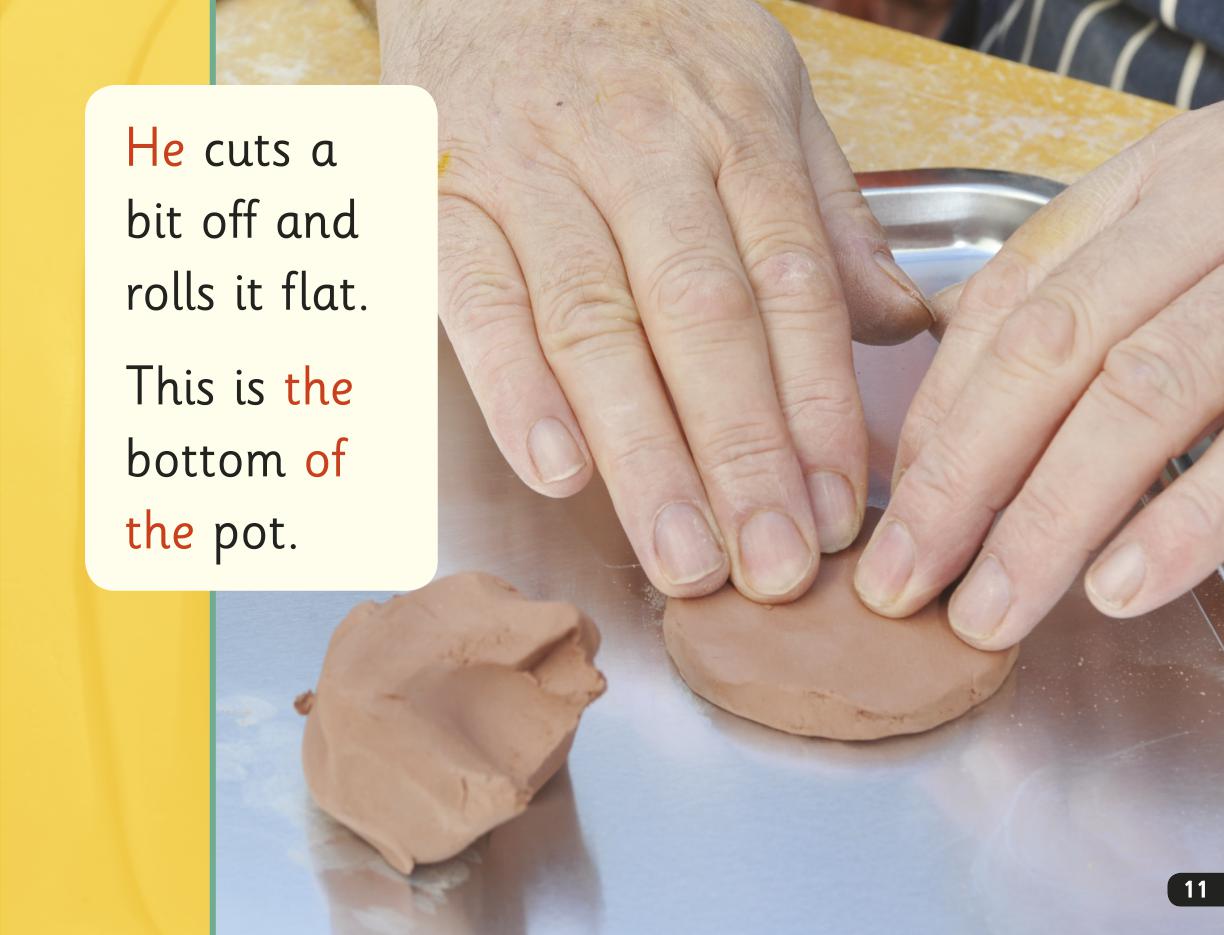 He cuts a
bit off and
rolls it flat.
This is the
bottom of
the pot.
11